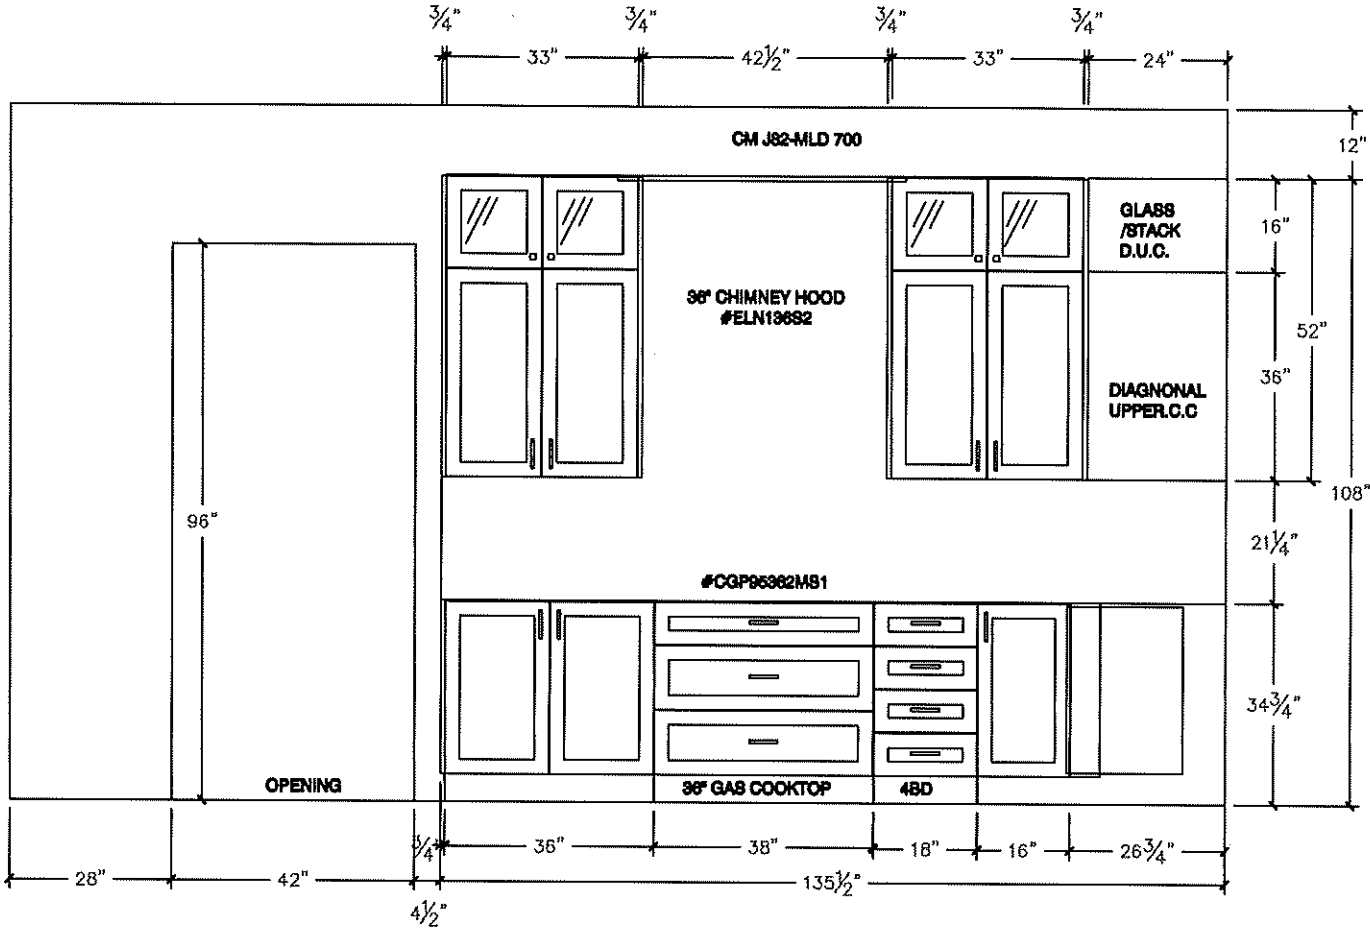 3/4" 3/4" 3/4" 3/4"
33" 42 1/2" 33" 24"
CM J82-MLD 700
12"
GLASS
/STACK
D.U.C.
16"
36" CHIMNEY HOOD
#ELN136S2
52"
36"
DIAGNONAL
UPPER.C.C
108"
96"
21 1/4"
#CGP95362MS1
34 3/4"
OPENING
36" GAS COOKTOP
4BD
3/4" 36" 38" 18" 16" 26 3/4"
28" 42" 135 1/2"
4 1/2"